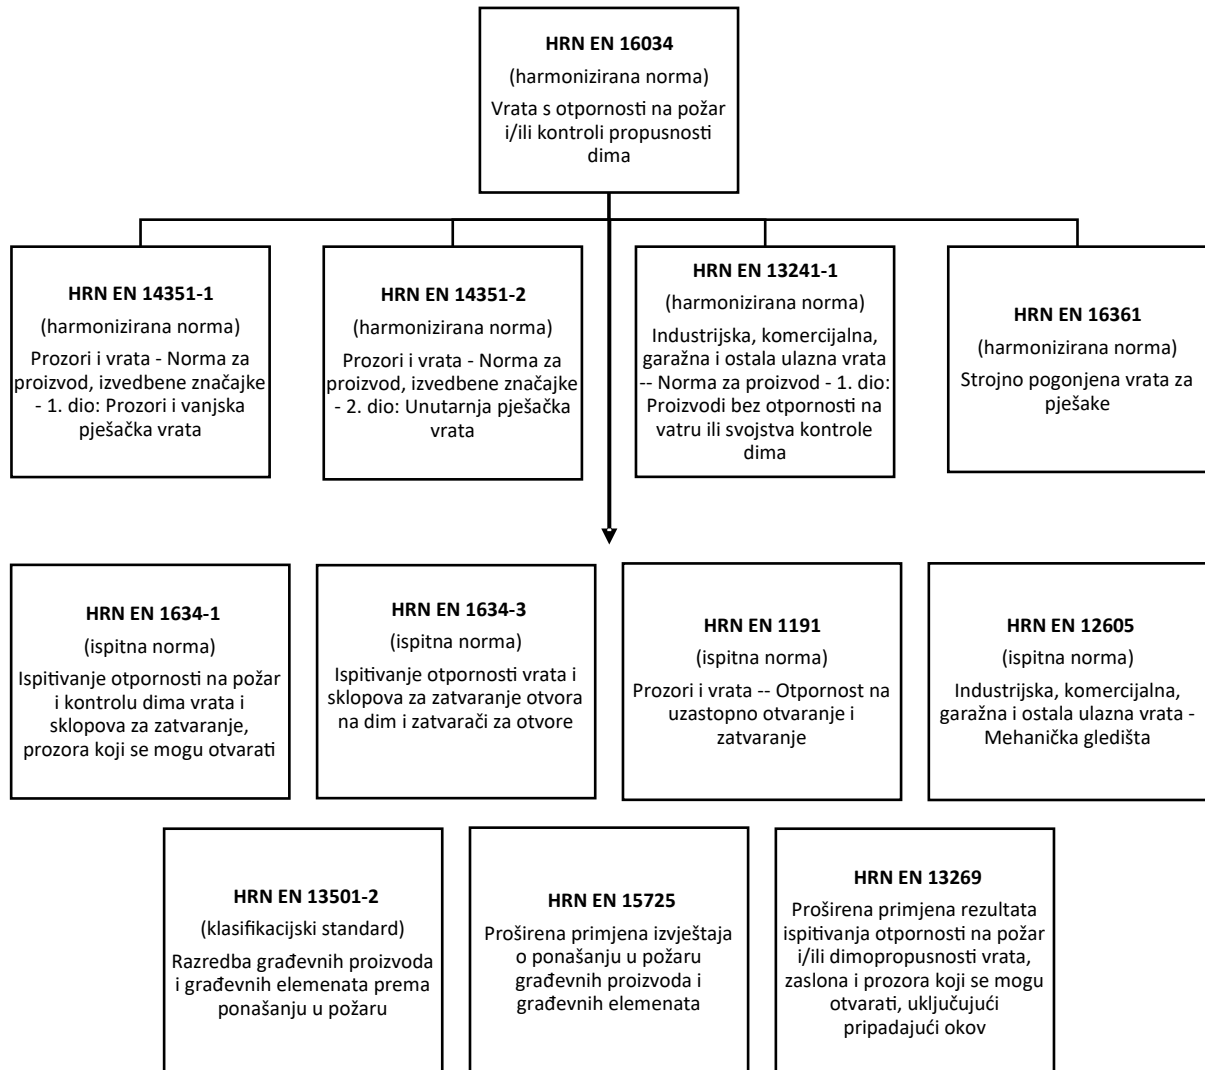 HRN EN 16034
(harmonizirana norma)
Vrata s otpornosti na požar
i/ili kontroli propusnosti
dima
HRN EN 14351-1
(harmonizirana norma)
Prozori i vrata - Norma za
proizvod, izvedbene značajke
- 1. dio: Prozori i vanjska
pješačka vrata
HRN EN 14351-2
(harmonizirana norma)
Prozori i vrata - Norma za
proizvod, izvedbene značajke
- 2. dio: Unutarnja pješačka
vrata
HRN EN 13241-1
(harmonizirana norma)
Industrijska, komercijalna,
garažna i ostala ulazna vrata
-- Norma za proizvod - 1. dio:
Proizvodi bez otpornosti na
vatru ili svojstva kontrole
dima
HRN EN 16361
(harmonizirana norma)
Strojno pogonjena vrata za
pješake
HRN EN 1634-1
(ispitna norma)
Ispitivanje otpornosti na požar
i kontrolu dima vrata i
sklopova za zatvaranje,
prozora koji se mogu otvarati
HRN EN 1634-3
(ispitna norma)
Ispitivanje otpornosti vrata i
sklopova za zatvaranje otvora
na dim i zatvarači za otvore
HRN EN 1191
(ispitna norma)
Prozori i vrata -- Otpornost na
uzastopno otvaranje i
zatvaranje
HRN EN 12605
(ispitna norma)
Industrijska, komercijalna,
garažna i ostala ulazna vrata -
Mehanička gledišta
HRN EN 13501-2
(klasifikacijski standard)
Razredba građevnih proizvoda
i građevnih elemenata prema
ponašanju u požaru
HRN EN 15725
Proširena primjena izvještaja
o ponašanju u požaru
građevnih proizvoda i
građevnih elemenata
HRN EN 13269
Proširena primjena rezultata
ispitivanja otpornosti na požar
i/ili dimopropusnosti vrata,
zaslona i prozora koji se mogu
otvarati, uključujući
pripadajući okov